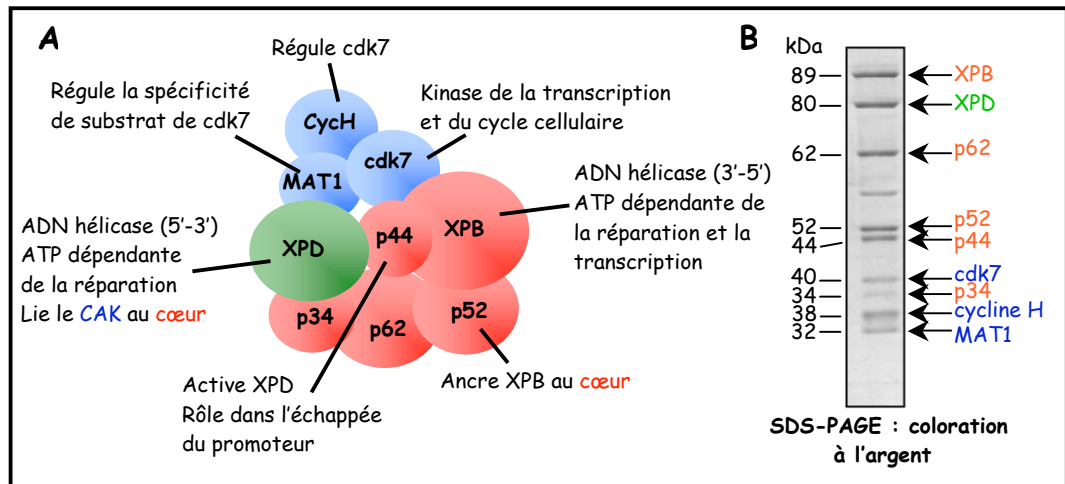 A
Régule cdk7
Régule la spécificité
de substrat de cdk7
Kinase de la transcription
et du cycle cellulaire
CycH
cdk7
MAT1
ADN hélicase (5'-3')
ATP dépendante
de la réparation
Lie le CAK au cœur
XPD
p44
XPB
ADN hélicase (3'-5')
ATP dépendante de
la réparation et la
transcription
p34
p62
p52
Active XPD
Rôle dans l'échappée
du promoteur
Ancre XPB au cœur
B
kDa
89
XPB
80
XPD
62
p62
52
p52
44
p44
40
cdk7
34
p34
38
cycline H
32
MAT1
SDS-PAGE : coloration
à l'argent